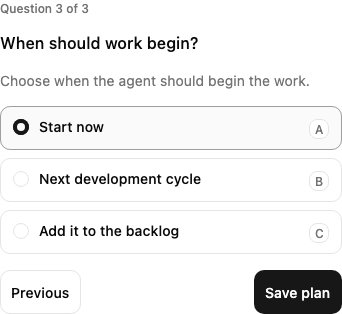 Question 3 of 3
When should work begin?
Choose when the agent should begin the work.
Start now A
Next development cycle B
Add it to the backlog C
Previous Save plan